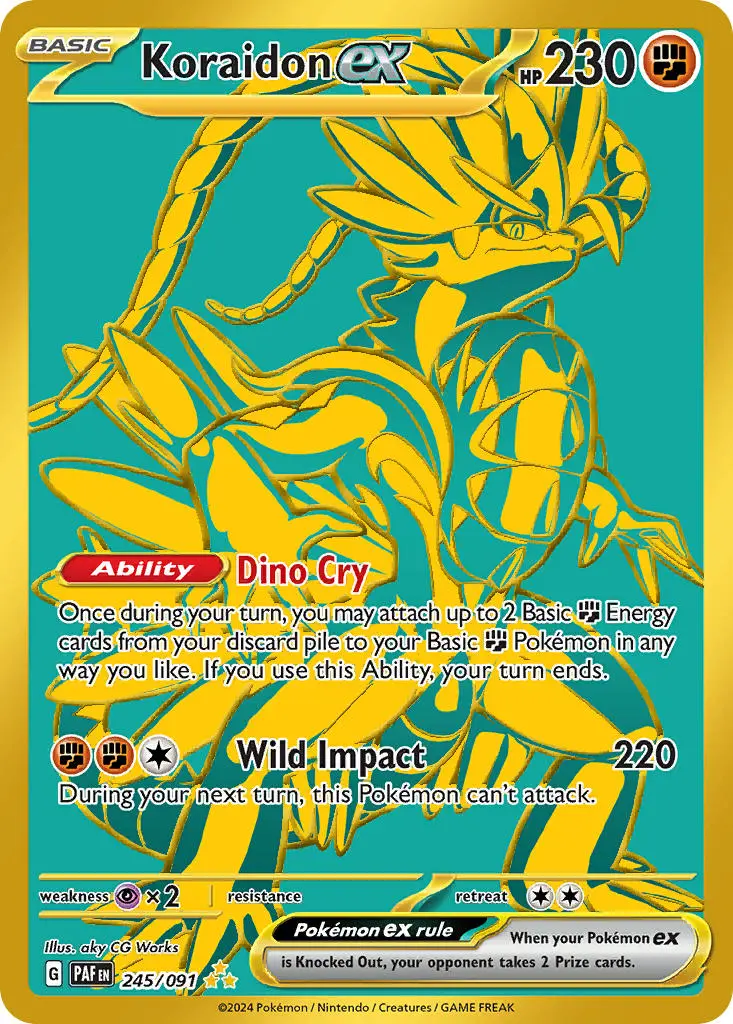 BASIC
Koraidon ex
HP 230
Ability Dino Cry
Once during your turn, you may attach up to 2 Basic Energy
cards from your discard pile to your Basic Pokémon in any
way you like. If you use this Ability, your turn ends.
Wild Impact 220
During your next turn, this Pokémon can't attack.
weakness ×2 resistance retreat
Illus. aky CG Works
Pokémon ex rule When your Pokémon ex
is Knocked Out, your opponent takes 2 Prize cards.
G PAF EN 245/091
©2024 Pokémon / Nintendo / Creatures / GAME FREAK